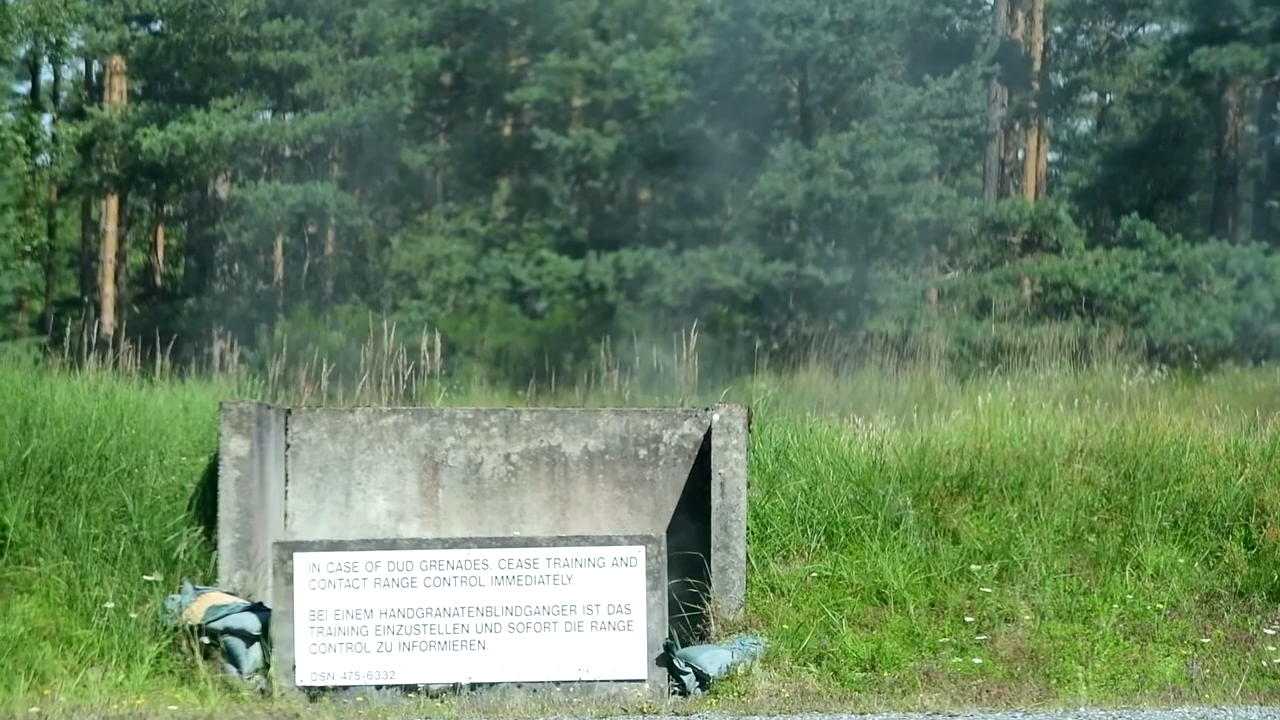 IN CASE OF DUD GRENADES, CEASE TRAINING AND
CONTACT RANGE CONTROL IMMEDIATELY.
BEI EINEM HANDGRANATENBLINDGANGER IST DAS
TRAINING EINZUSTELLEN UND SOFORT DIE RANGE
CONTROL ZU INFORMIEREN.
DSN 475-6332